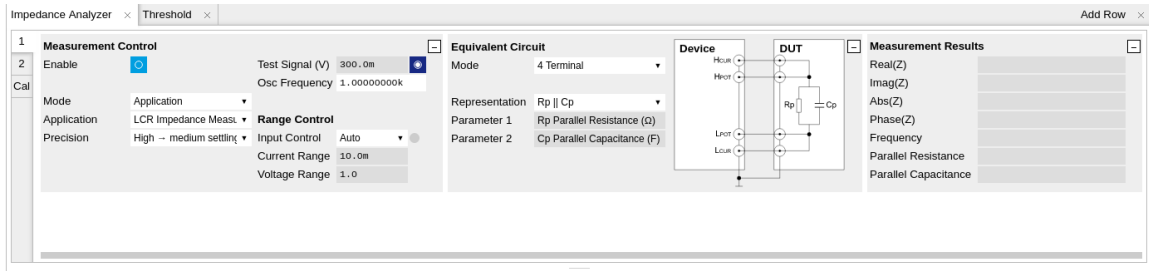 Impedance Analyzer × Threshold × Add Row ×
1
2
Cal
Measurement Control
Enable
Test Signal (V) 300.0m
Osc Frequency 1.00000000k
Mode Application
Application LCR Impedance Measu
Range Control
Precision High → medium settling
Input Control Auto
Current Range 10.0m
Voltage Range 1.0
Equivalent Circuit
Mode 4 Terminal
Representation Rp || Cp
Parameter 1 Rp Parallel Resistance (Ω)
Parameter 2 Cp Parallel Capacitance (F)
Device DUT
HCUR
HPOT
Rp Cp
LPOT
LCUR
Measurement Results
Real(Z)
Imag(Z)
Abs(Z)
Phase(Z)
Frequency
Parallel Resistance
Parallel Capacitance